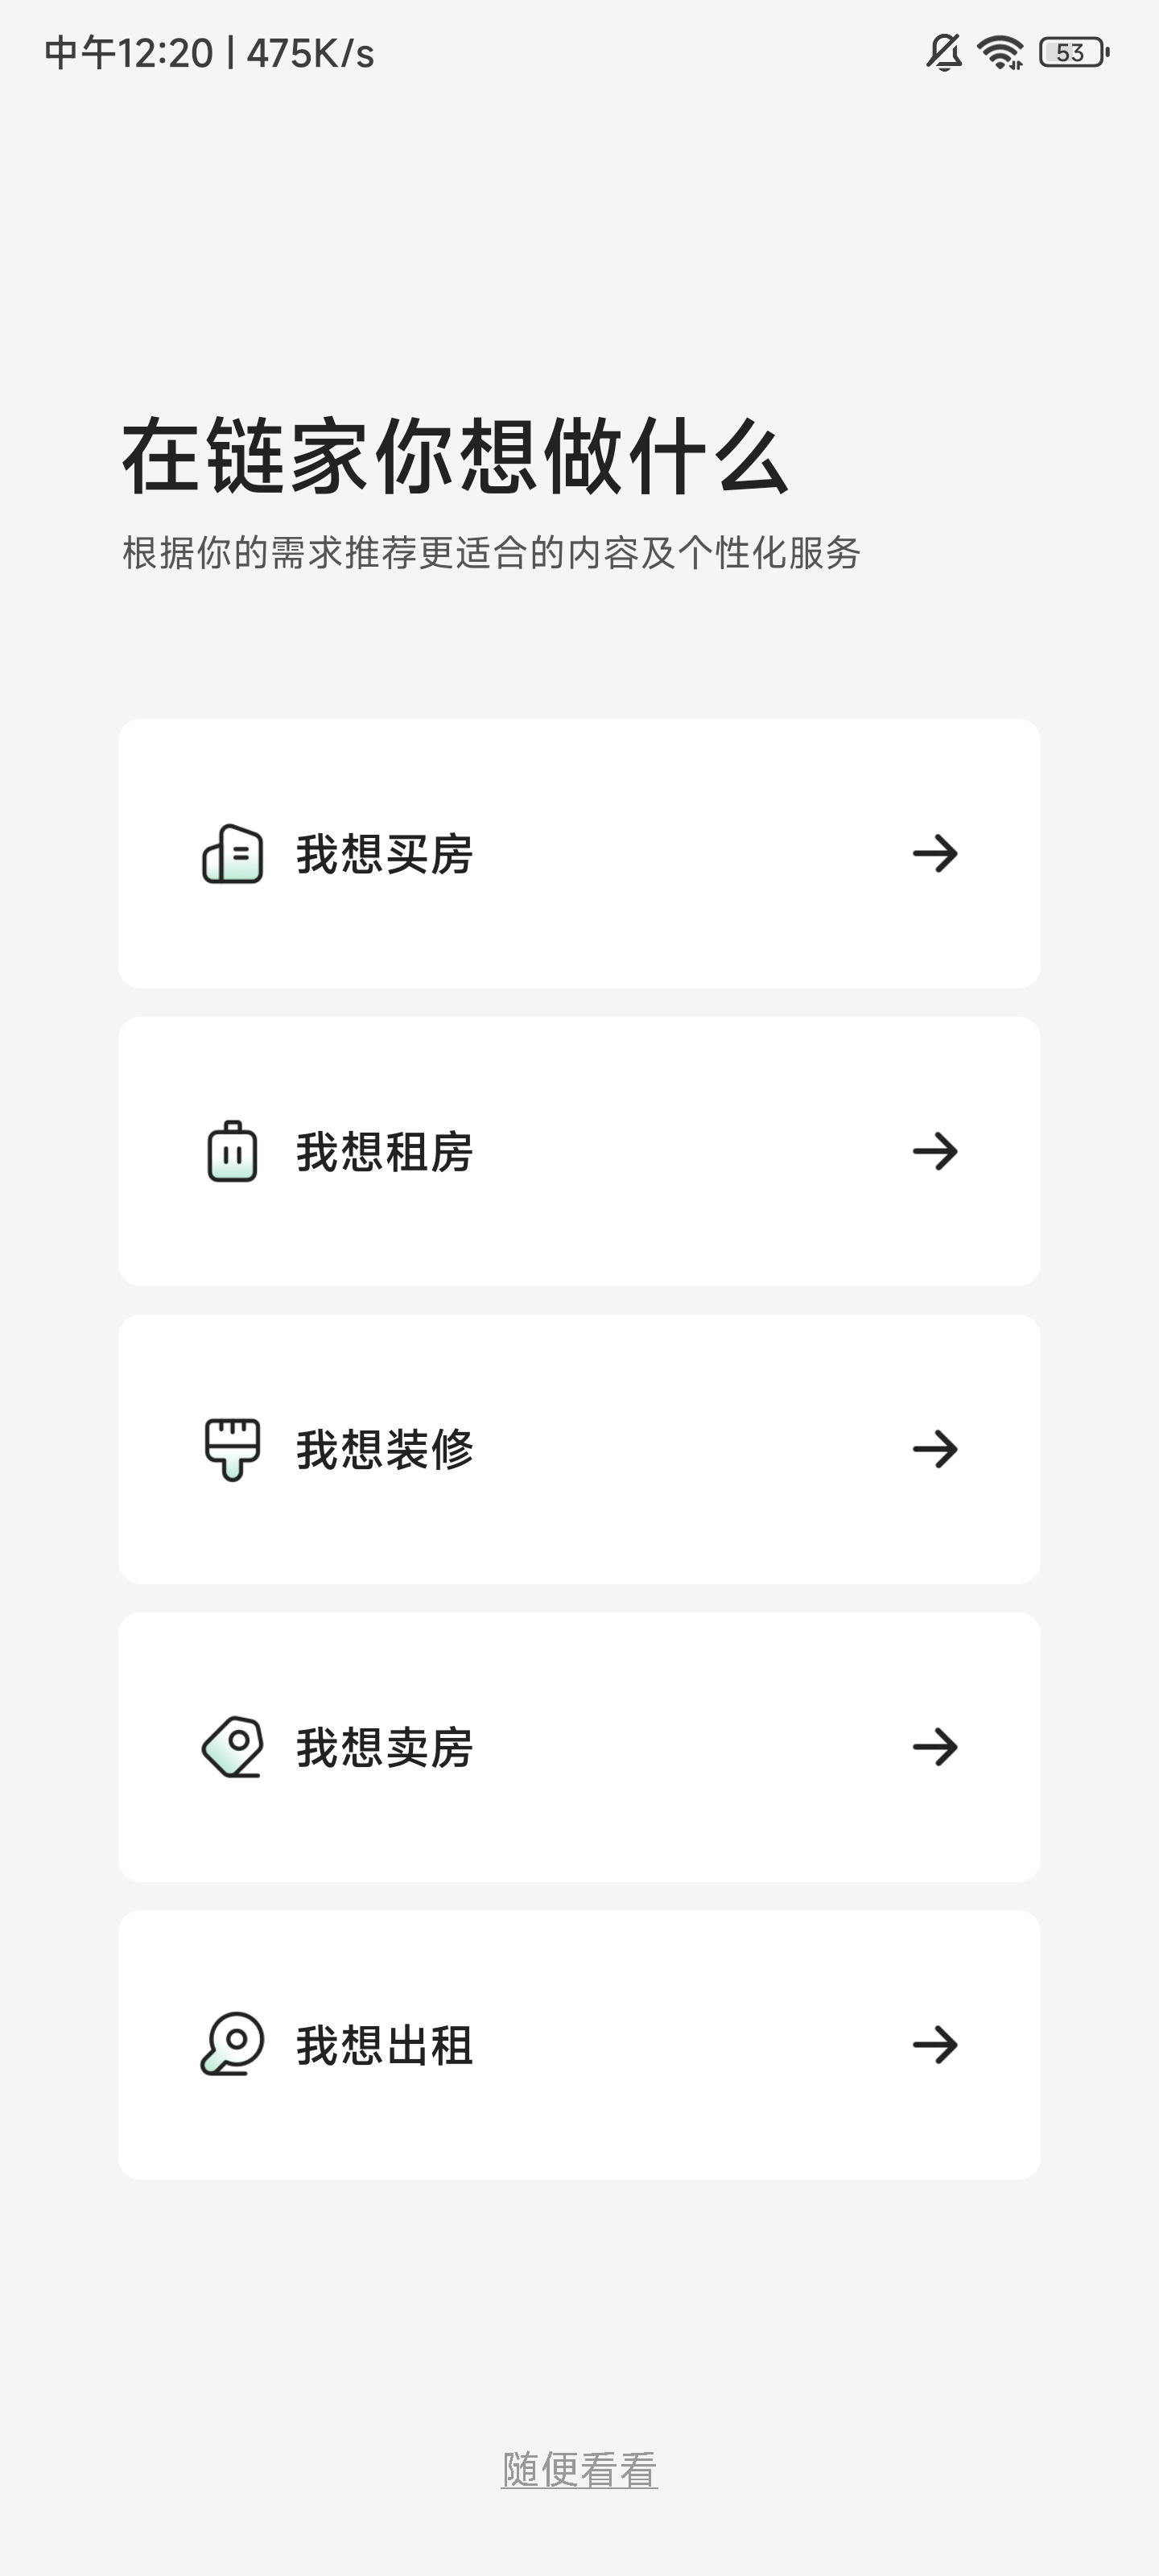 中午12:20 | 475K/s
53
在链家你想做什么
根据你的需求推荐更适合的内容及个性化服务
我想买房
我想租房
我想装修
我想卖房
我想出租
随便看看